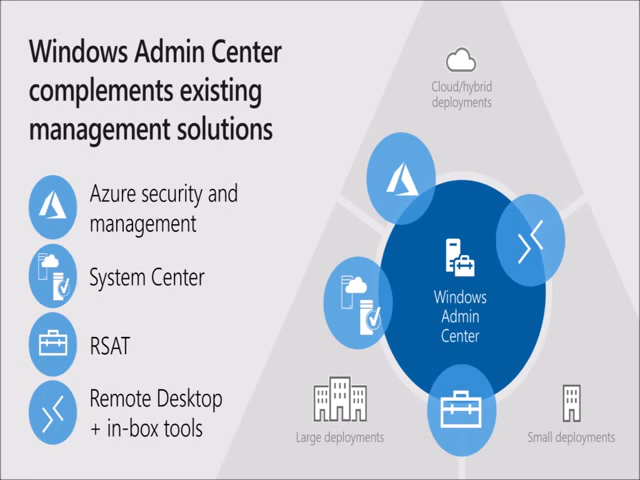 Windows Admin Center
complements existing
management solutions
Azure security and
management
System Center
RSAT
Remote Desktop
+ in-box tools
Cloud/hybrid
deployments
Windows
Admin
Center
Large deployments
Small deployments